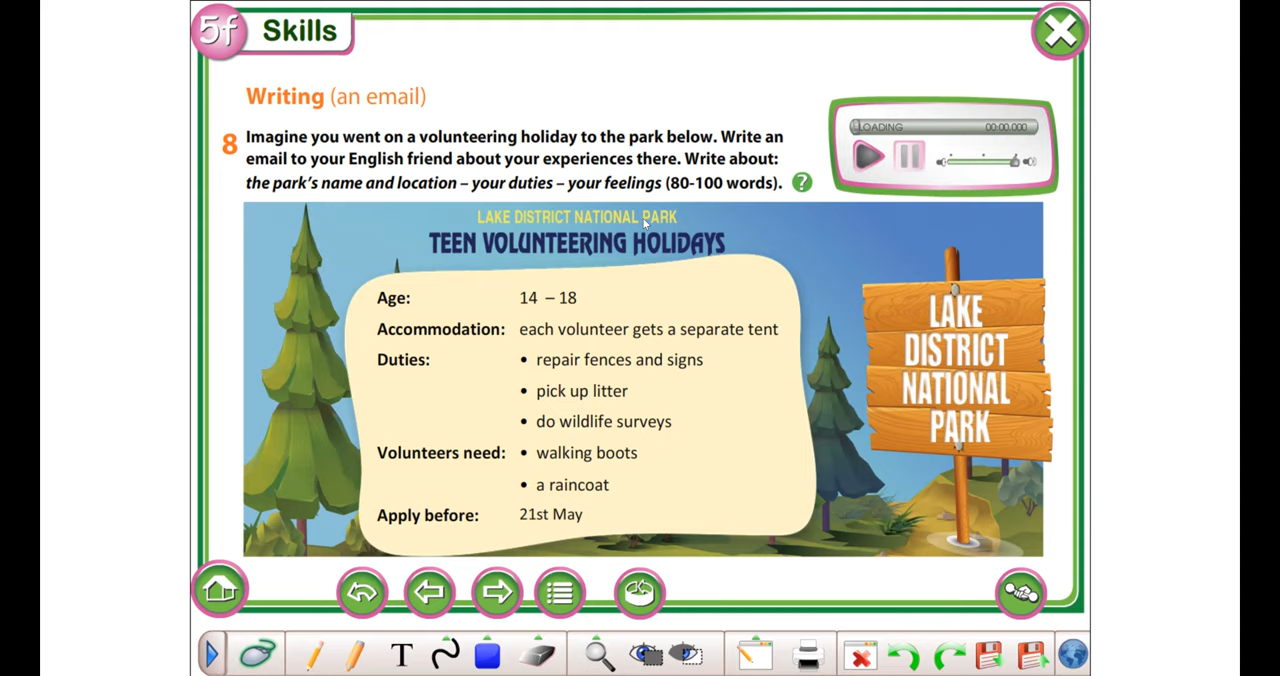 5f Skills
Writing (an email)
LOADING 00:00.000
8 Imagine you went on a volunteering holiday to the park below. Write an
email to your English friend about your experiences there. Write about:
the park's name and location – your duties – your feelings (80-100 words). ?
LAKE DISTRICT NATIONAL PARK
TEEN VOLUNTEERING HOLIDAYS
Age: 14 – 18
Accommodation: each volunteer gets a separate tent
Duties: • repair fences and signs
• pick up litter
• do wildlife surveys
Volunteers need: • walking boots
• a raincoat
Apply before: 21st May
LAKE
DISTRICT
NATIONAL
PARK
T